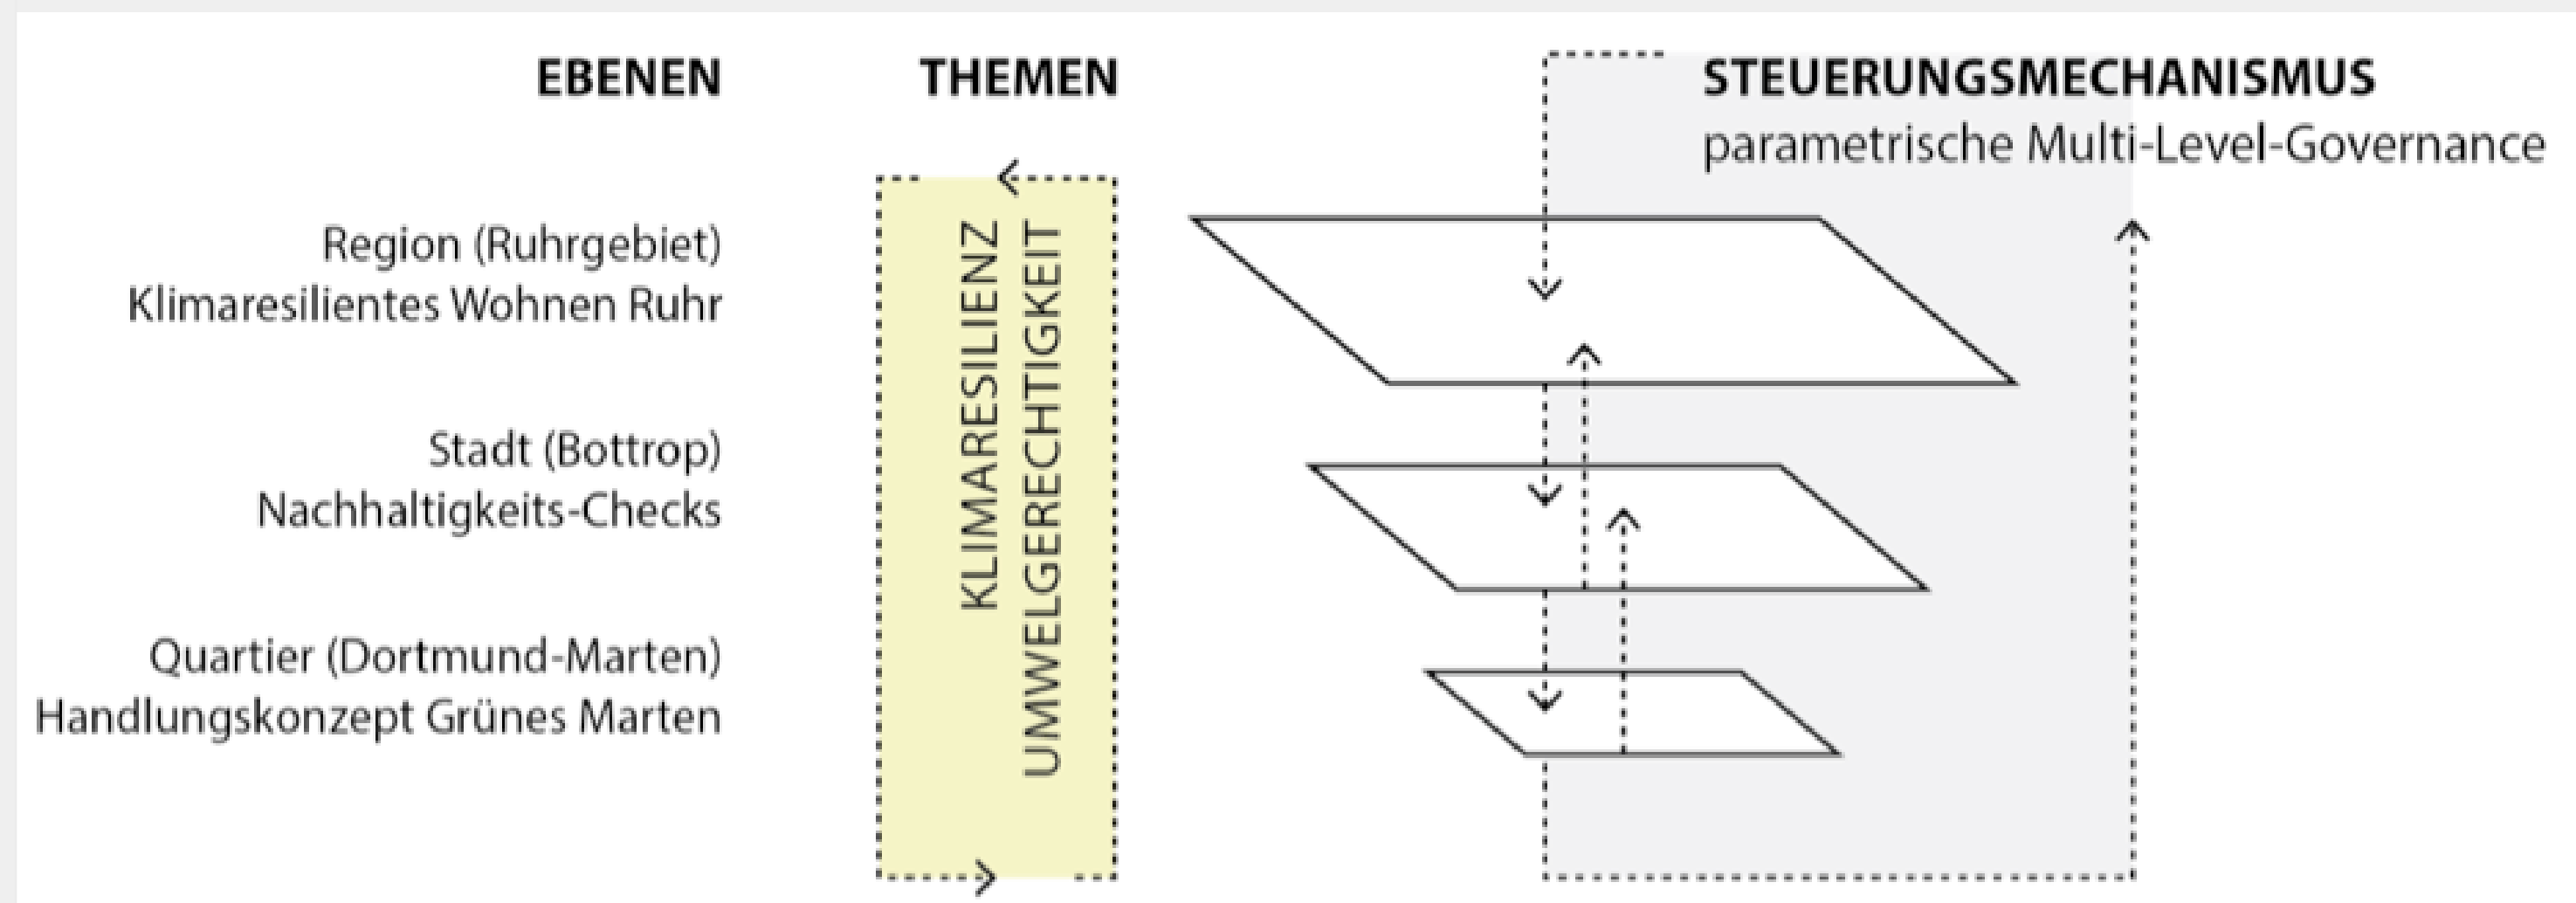 EBENEN
THEMEN
STEUERUNGSMECHANISMUS
parametrische Multi-Level-Governance
Region (Ruhrgebiet)
Klimaresilientes Wohnen Ruhr
Stadt (Bottrop)
Nachhaltigkeits-Checks
Quartier (Dortmund-Marten)
Handlungskonzept Grünes Marten
KLIMARESILIENZ
UMWELGERECHTIGKEIT